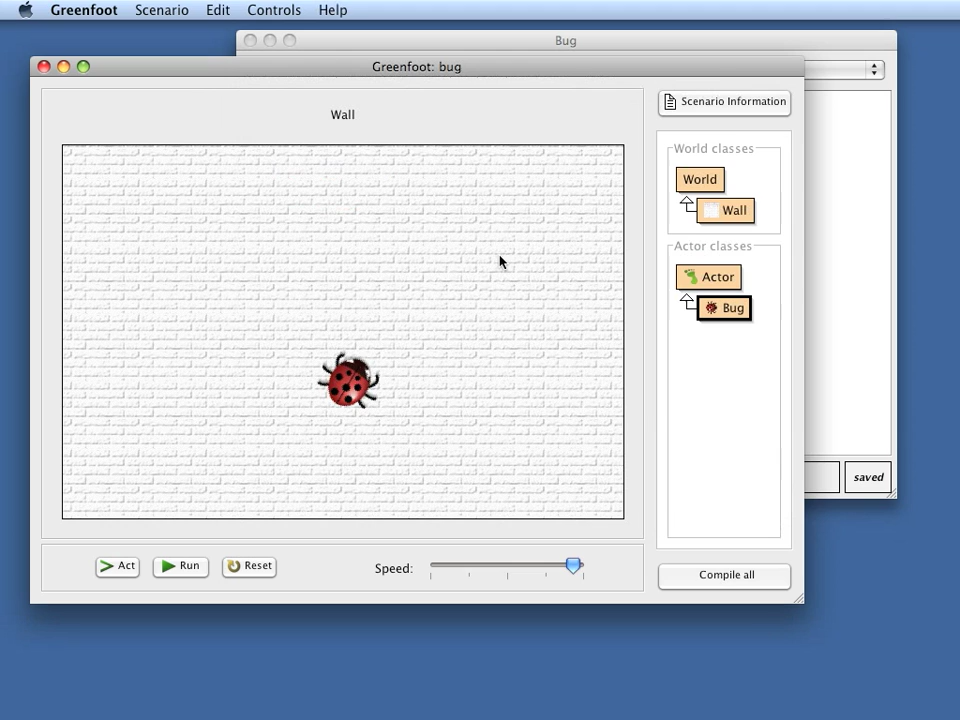 Greenfoot Scenario Edit Controls Help
Bug
Greenfoot: bug
Wall
Scenario Information
World classes
World
Wall
Actor classes
Actor
Bug
saved
Act Run Reset Speed:
Compile all